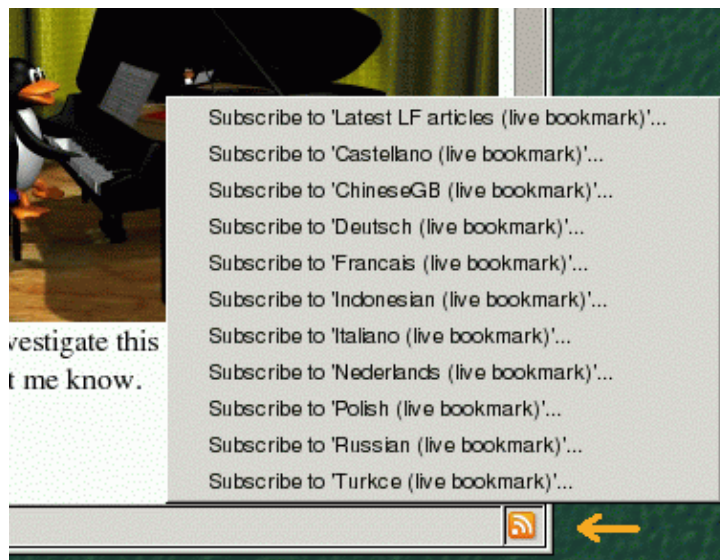 Subscribe to 'Latest LF articles (live bookmark)'...
Subscribe to 'Castellano (live bookmark)'...
Subscribe to 'ChineseGB (live bookmark)'...
Subscribe to 'Deutsch (live bookmark)'...
Subscribe to 'Francais (live bookmark)'...
Subscribe to 'Indonesian (live bookmark)'...
Subscribe to 'Italiano (live bookmark)'...
Subscribe to 'Nederlands (live bookmark)'...
Subscribe to 'Polish (live bookmark)'...
Subscribe to 'Russian (live bookmark)'...
Subscribe to 'Turkce (live bookmark)'...
vestigate this
t me know.